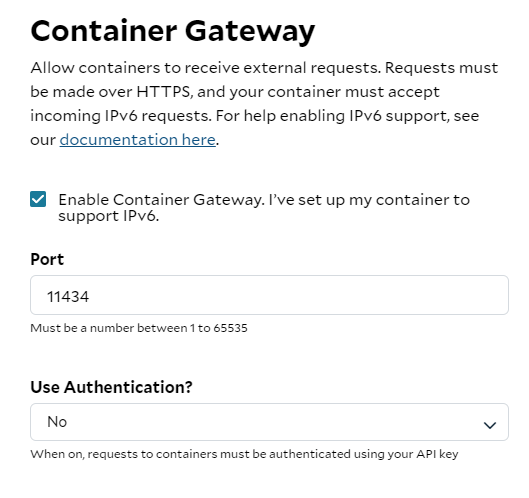 Container Gateway
Allow containers to receive external requests. Requests must
be made over HTTPS, and your container must accept
incoming IPv6 requests. For help enabling IPv6 support, see
our documentation here.
Enable Container Gateway. I've set up my container to
support IPv6.
Port
11434
Must be a number between 1 to 65535
Use Authentication?
No
When on, requests to containers must be authenticated using your API key